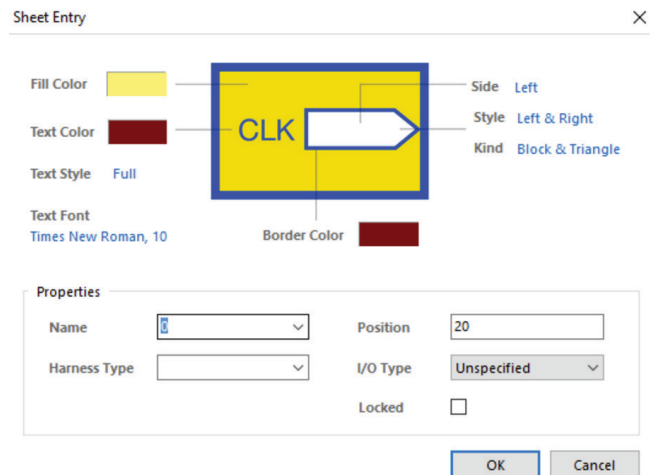 Sheet Entry
Fill Color
Side Left
Text Color
CLK
Style Left & Right
Kind Block & Triangle
Text Style Full
Text Font
Times New Roman, 10
Border Color
Properties
Name 0
Position 20
Harness Type
I/O Type Unspecified
Locked
OK Cancel